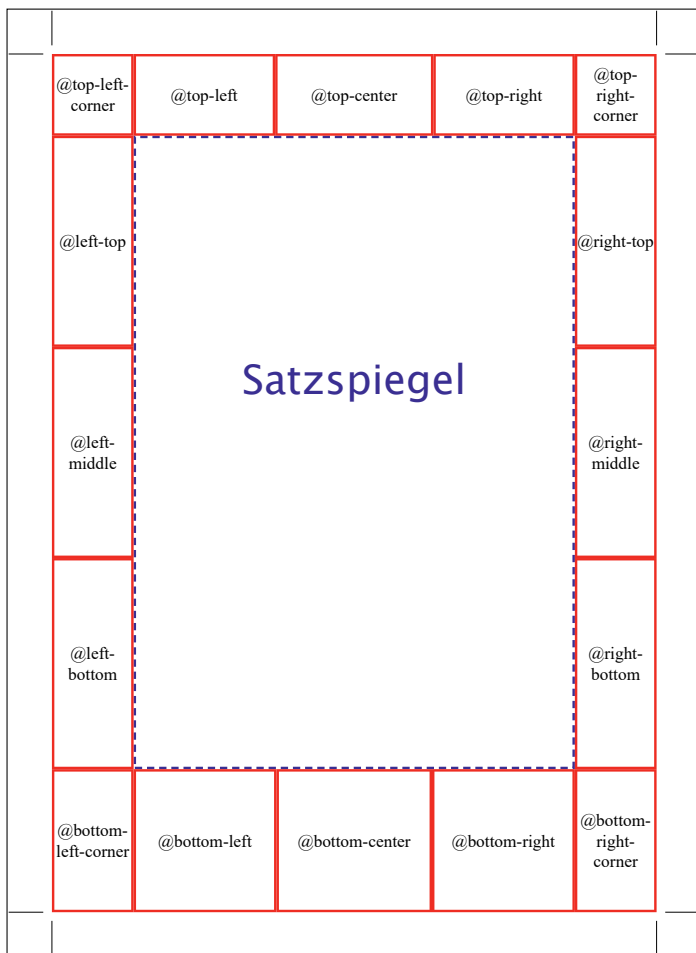 @top-left-
corner
@top-left
@top-center
@top-right
@top-
right-
corner
@left-top
@right-top
Satzspiegel
@left-
middle
@right-
middle
@left-
bottom
@right-
bottom
@bottom-
left-corner
@bottom-left
@bottom-center
@bottom-right
@bottom-
right-
corner